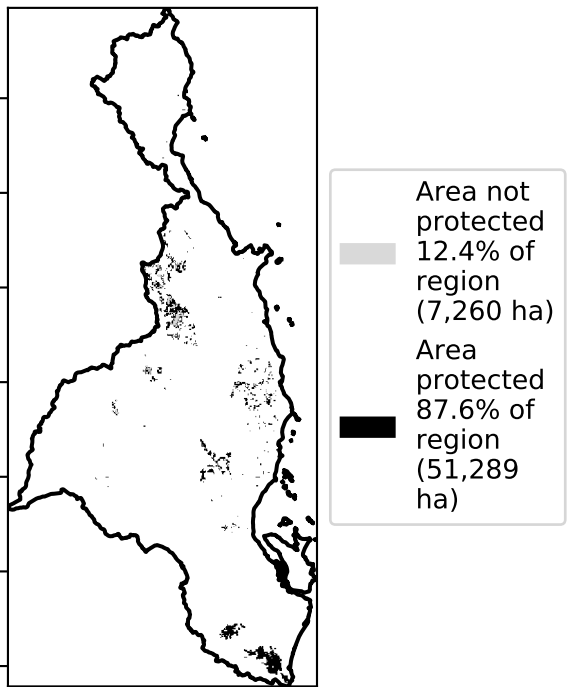 Area not
protected
12.4% of
region
(7,260 ha)
Area
protected
87.6% of
region
(51,289
ha)